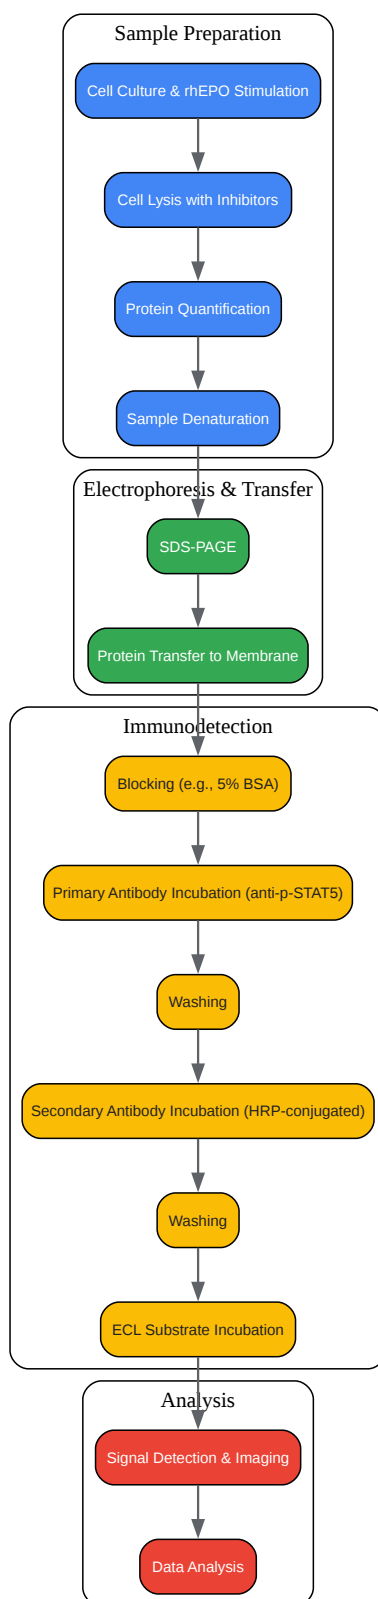 Sample Preparation
Cell Culture & rhEPO Stimulation
Cell Lysis with Inhibitors
Protein Quantification
Sample Denaturation
Electrophoresis & Transfer
SDS-PAGE
Protein Transfer to Membrane
Immunodetection
Blocking (e.g., 5% BSA)
Primary Antibody Incubation (anti-p-STAT5)
Washing
Secondary Antibody Incubation (HRP-conjugated)
Washing
ECL Substrate Incubation
Analysis
Signal Detection & Imaging
Data Analysis